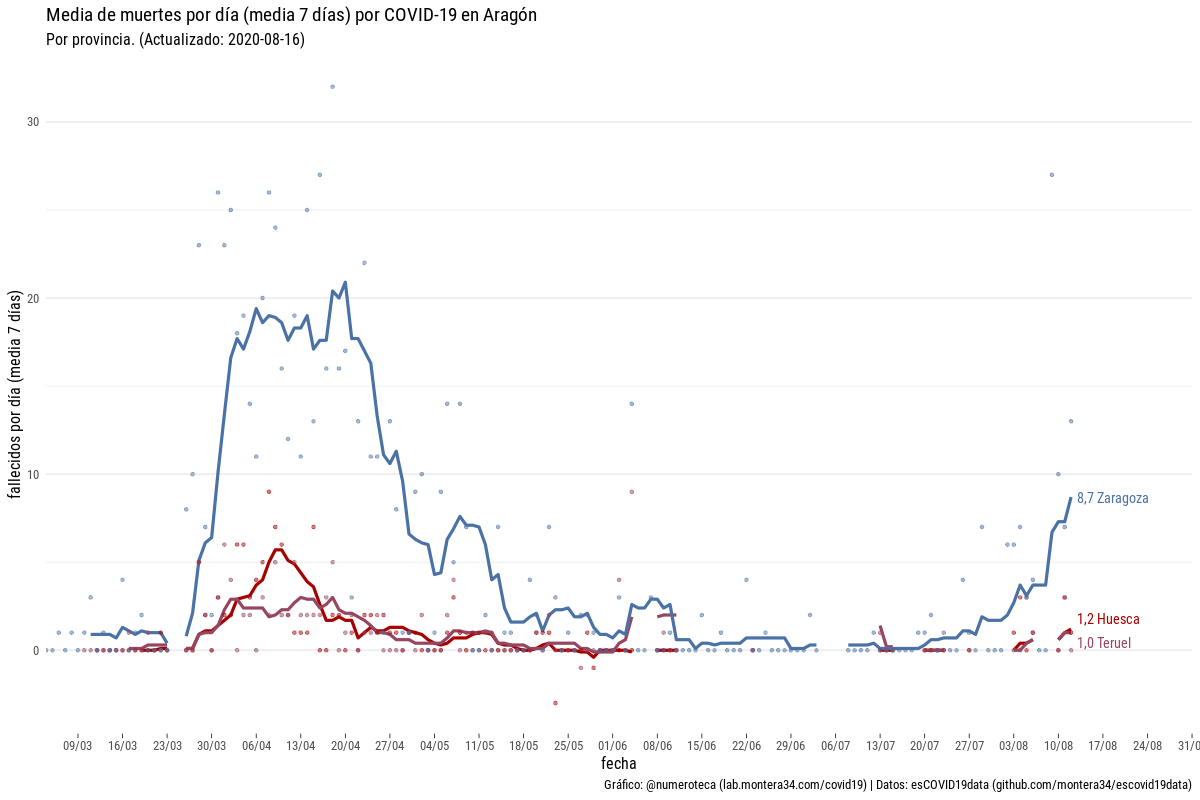 Media de muertes por día (media 7 días) por COVID-19 en Aragón
Por provincia. (Actualizado: 2020-08-16)
fallecidos por día (media 7 días)
30
20
10
0
8,7 Zaragoza
1,2 Huesca
1,0 Teruel
09/03 16/03 23/03 30/03 06/04 13/04 20/04 27/04 04/05 11/05 18/05 25/05 01/06 08/06 15/06 22/06 29/06 06/07 13/07 20/07 27/07 03/08 10/08 17/08 24/08 31/0
fecha
Gráfico: @numeroteca (lab.montera34.com/covid19) | Datos: esCOVID19data (github.com/montera34/escovid19data)